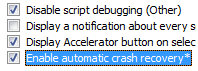 Disable script debugging (Other)
Display a notification about every s
Display Accelerator button on selec
Enable automatic crash recovery*